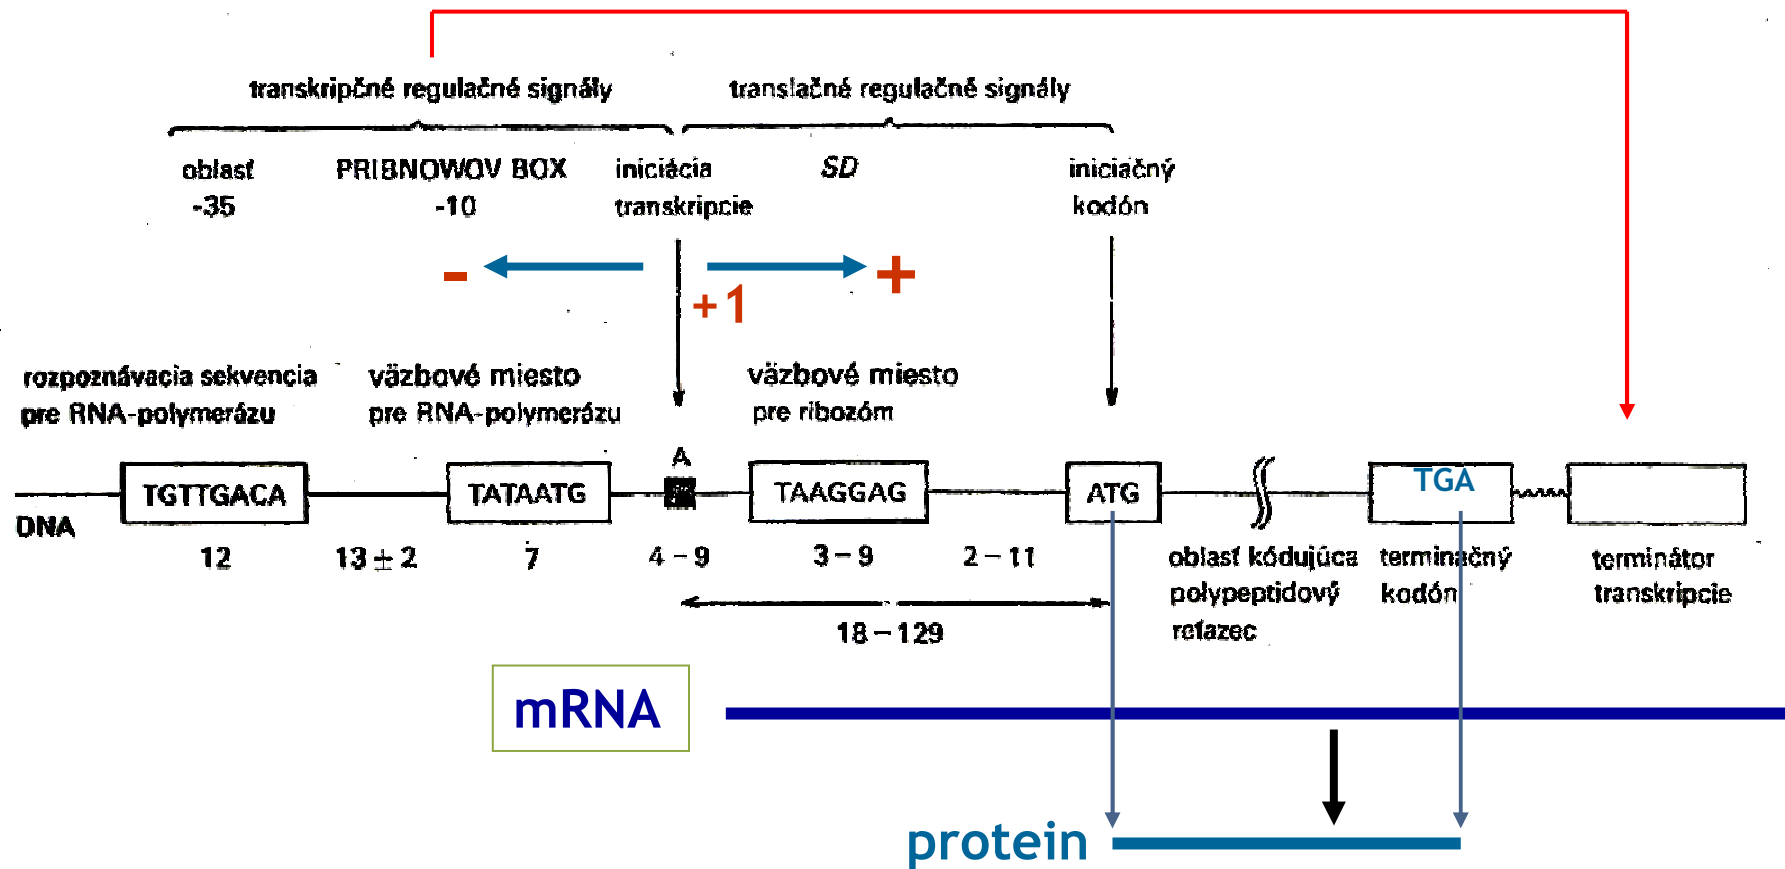 transkripčné regulačné signály
translačné regulačné signály
oblasť
-35
PRIBNOWOV BOX
-10
iniciácia
transkripcie
SD
iniciačný
kodón
-
+
+1
rozpoznávacia sekvencia
pre RNA-polymerázu
väzbové miesto
pre RNA-polymerázu
väzbové miesto
pre ribozóm
A
TGTTGACA
TATAATG
TAAGGAG
ATG
TGA
DNA
12
13 ± 2
7
4 – 9
3 – 9
2 – 11
18 – 129
oblasť kódujúca
polypeptidový
reťazec
terminačný
kodón
terminátor
transkripcie
mRNA
protein